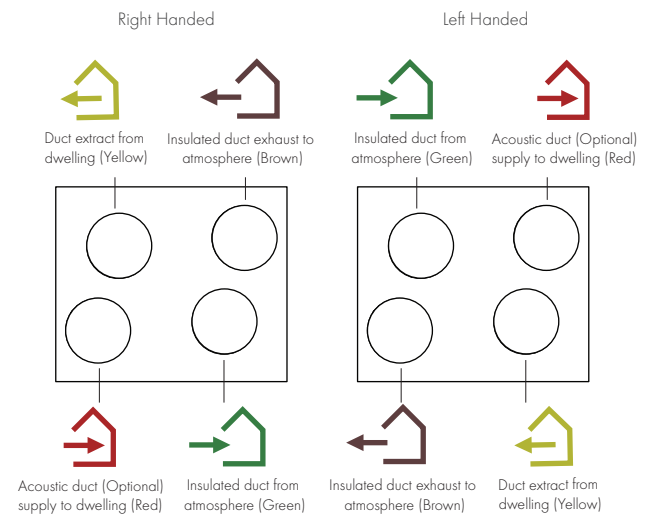 Right Handed
Left Handed
Duct extract from
dwelling (Yellow)
Insulated duct exhaust to
atmosphere (Brown)
Insulated duct from
atmosphere (Green)
Acoustic duct (Optional)
supply to dwelling (Red)
Acoustic duct (Optional)
supply to dwelling (Red)
Insulated duct from
atmosphere (Green)
Insulated duct exhaust to
atmosphere (Brown)
Duct extract from
dwelling (Yellow)